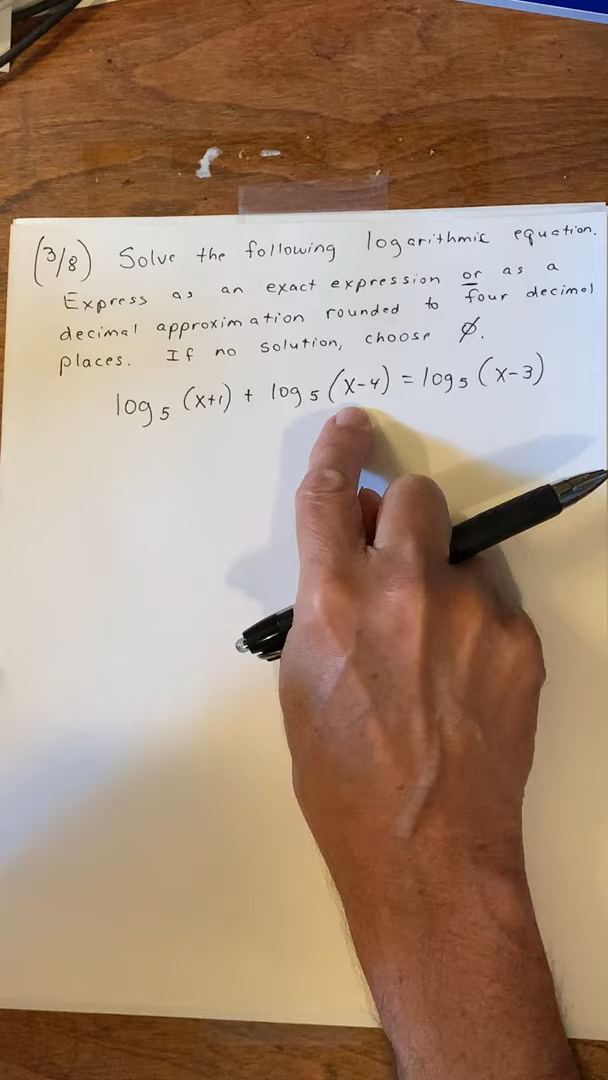 (3/8) Solve the following logarithmic equation.
Express as an exact expression or as a
decimal approximation rounded to four decimal
places. If no solution, choose ∅.
log₅ (x+1) + log₅ (x-4) = log₅ (x-3)